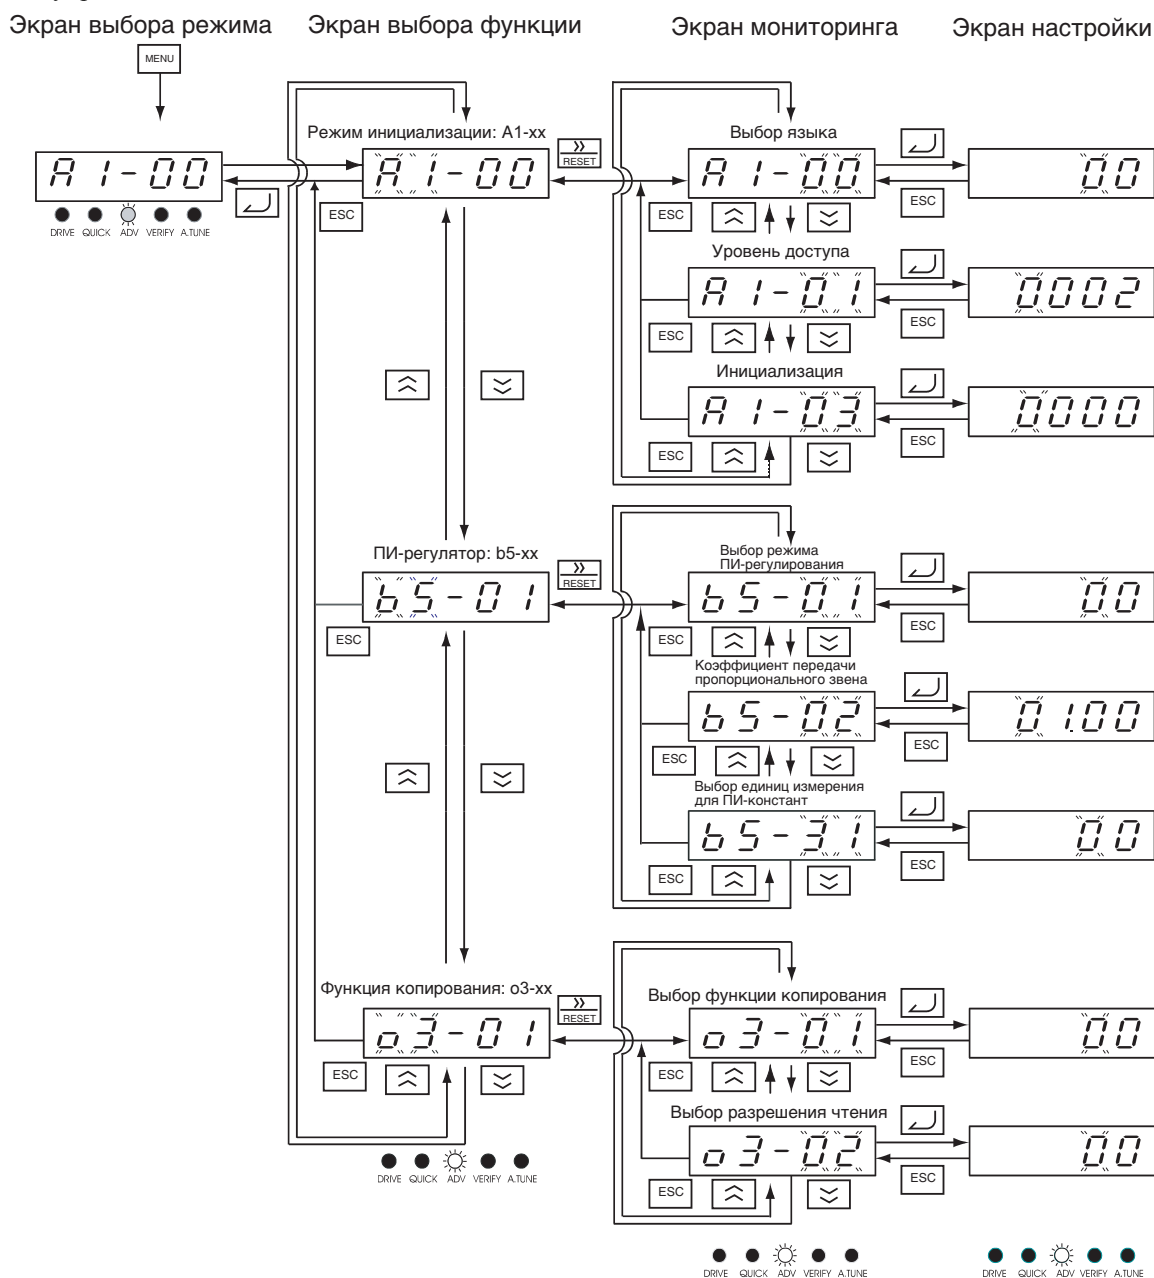 Экран выбора режима
Экран выбора функции
Экран мониторинга
Экран настройки
MENU
Режим инициализации: A1-xx
Выбор языка
A1-00
A1-00
RESET
A1-00
00
ESC
ESC
ESC
DRIVE QUICK ADV VERIFY A.TUNE
Уровень доступа
A1-01
0002
ESC
ESC
Инициализация
A1-03
0000
ESC
ESC
ПИ-регулятор: b5-xx
Выбор режима
ПИ-регулирования
b5-01
RESET
b5-01
00
ESC
ESC
ESC
Коэффициент передачи
пропорционального звена
b5-02
01.00
ESC
ESC
Выбор единиц измерения
для ПИ-констант
b5-31
00
ESC
ESC
Функция копирования: o3-xx
Выбор функции копирования
o3-01
RESET
o3-01
00
ESC
ESC
ESC
Выбор разрешения чтения
o3-02
00
ESC
ESC
DRIVE QUICK ADV VERIFY A.TUNE
DRIVE QUICK ADV VERIFY A.TUNE
DRIVE QUICK ADV VERIFY A.TUNE